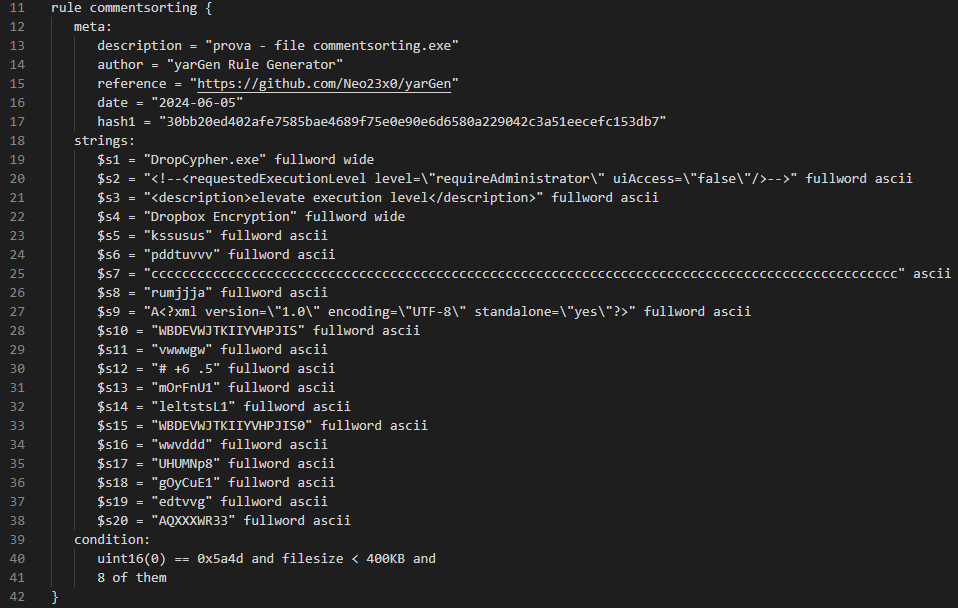 11 rule commentsorting {
12 meta:
13 description = "prova - file commentsorting.exe"
14 author = "yarGen Rule Generator"
15 reference = "https://github.com/Neo23x0/yarGen"
16 date = "2024-06-05"
17 hash1 = "30bb20ed402afe7585bae4689f75e0e90e6d6580a229042c3a51eecefc153db7"
18 strings:
19 $s1 = "DropCypher.exe" fullword wide
20 $s2 = "<!--<requestedExecutionLevel level=\"requireAdministrator\" uiAccess=\"false\"/>-->" fullword ascii
21 $s3 = "<description>elevate execution level</description>" fullword ascii
22 $s4 = "Dropbox Encryption" fullword wide
23 $s5 = "kssusus" fullword ascii
24 $s6 = "pddtuvvv" fullword ascii
25 $s7 = "ccccccccccccccccccccccccccccccccccccccccccccccccccccccccccccccccccccccccccccccccccccccccccccccccc" ascii
26 $s8 = "rumjjja" fullword ascii
27 $s9 = "A<?xml version=\"1.0\" encoding=\"UTF-8\" standalone=\"yes\"?>" fullword ascii
28 $s10 = "WBDEVWJTKIIYVHPJIS" fullword ascii
29 $s11 = "vwwwgw" fullword ascii
30 $s12 = "# +6 .5" fullword ascii
31 $s13 = "mOrFnU1" fullword ascii
32 $s14 = "leltstsL1" fullword ascii
33 $s15 = "WBDEVWJTKIIYVHPJIS0" fullword ascii
34 $s16 = "wwvddd" fullword ascii
35 $s17 = "UHUMNp8" fullword ascii
36 $s18 = "gOyCuE1" fullword ascii
37 $s19 = "edtvvg" fullword ascii
38 $s20 = "AQXXXWR33" fullword ascii
39 condition:
40 uint16(0) == 0x5a4d and filesize < 400KB and
41 8 of them
42 }